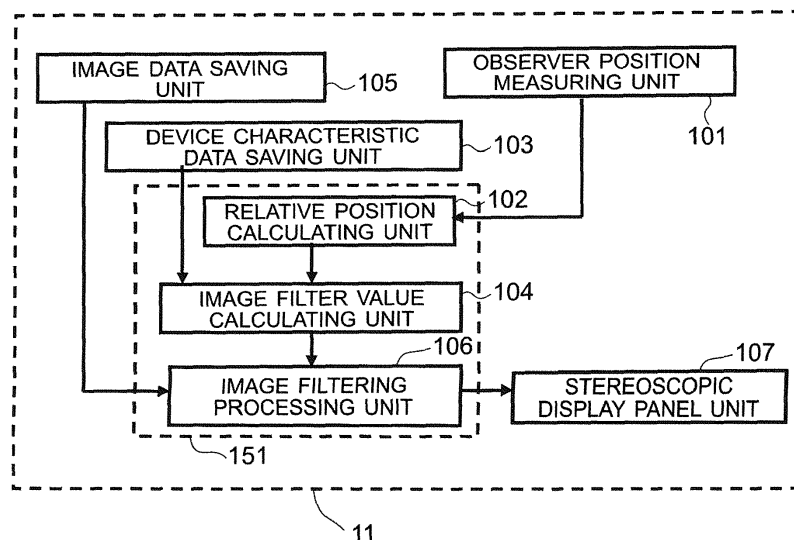 IMAGE DATA SAVING
UNIT
105
OBSERVER POSITION
MEASURING UNIT
101
DEVICE CHARACTERISTIC
DATA SAVING UNIT
103
102
RELATIVE POSITION
CALCULATING UNIT
IMAGE FILTER VALUE
CALCULATING UNIT
104
106
IMAGE FILTERING
PROCESSING UNIT
107
STEREOSCOPIC
DISPLAY PANEL UNIT
151
11